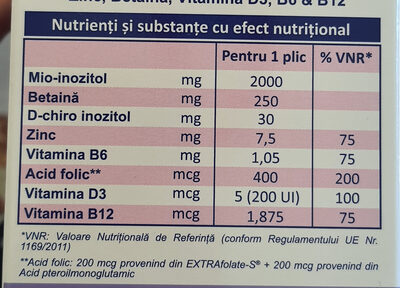 Zinc, Betaină, Vitamina D3, B6 & B12
Nutrienți și substanțe cu efect nutrițional
Pentru 1 plic % VNR*
Mio-inozitol mg 2000
Betaină mg 250
D-chiro inozitol mg 30
Zinc mg 7,5 75
Vitamina B6 mg 1,05 75
Acid folic** mcg 400 200
Vitamina D3 mcg 5 (200 UI) 100
Vitamina B12 mcg 1,875 75
*VNR: Valoare Nutrițională de Referință (conform Regulamentului UE Nr.
1169/2011)
**Acid folic: 200 mcg provenind din EXTRAfolate-S® + 200 mcg provenind din
Acid pteroilmonoglutamic